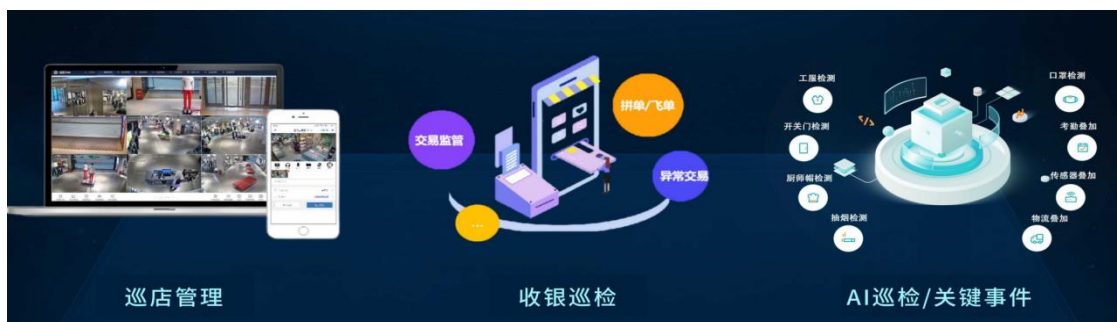 交易监管
拼单/飞单
异常交易
...
工服检测
开关门检测
厨师帽检测
抽烟检测
口罩检测
考勤叠加
传感器叠加
物流叠加
巡店管理
收银巡检
AI巡检/关键事件